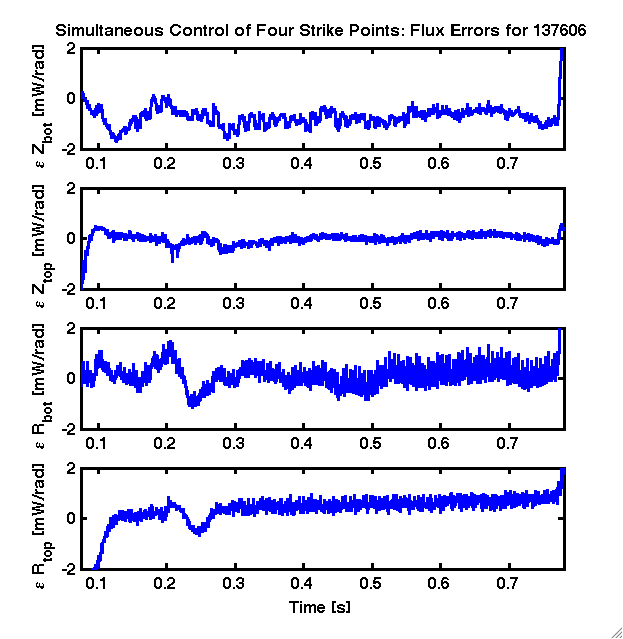 Simultaneous Control of Four Strike Points: Flux Errors for 137606
2
0
-2
ε Z_bot [mW/rad]
0.1 0.2 0.3 0.4 0.5 0.6 0.7
2
0
-2
ε Z_top [mW/rad]
0.1 0.2 0.3 0.4 0.5 0.6 0.7
2
0
-2
ε R_bot [mW/rad]
0.1 0.2 0.3 0.4 0.5 0.6 0.7
2
0
-2
ε R_top [mW/rad]
0.1 0.2 0.3 0.4 0.5 0.6 0.7
Time [s]